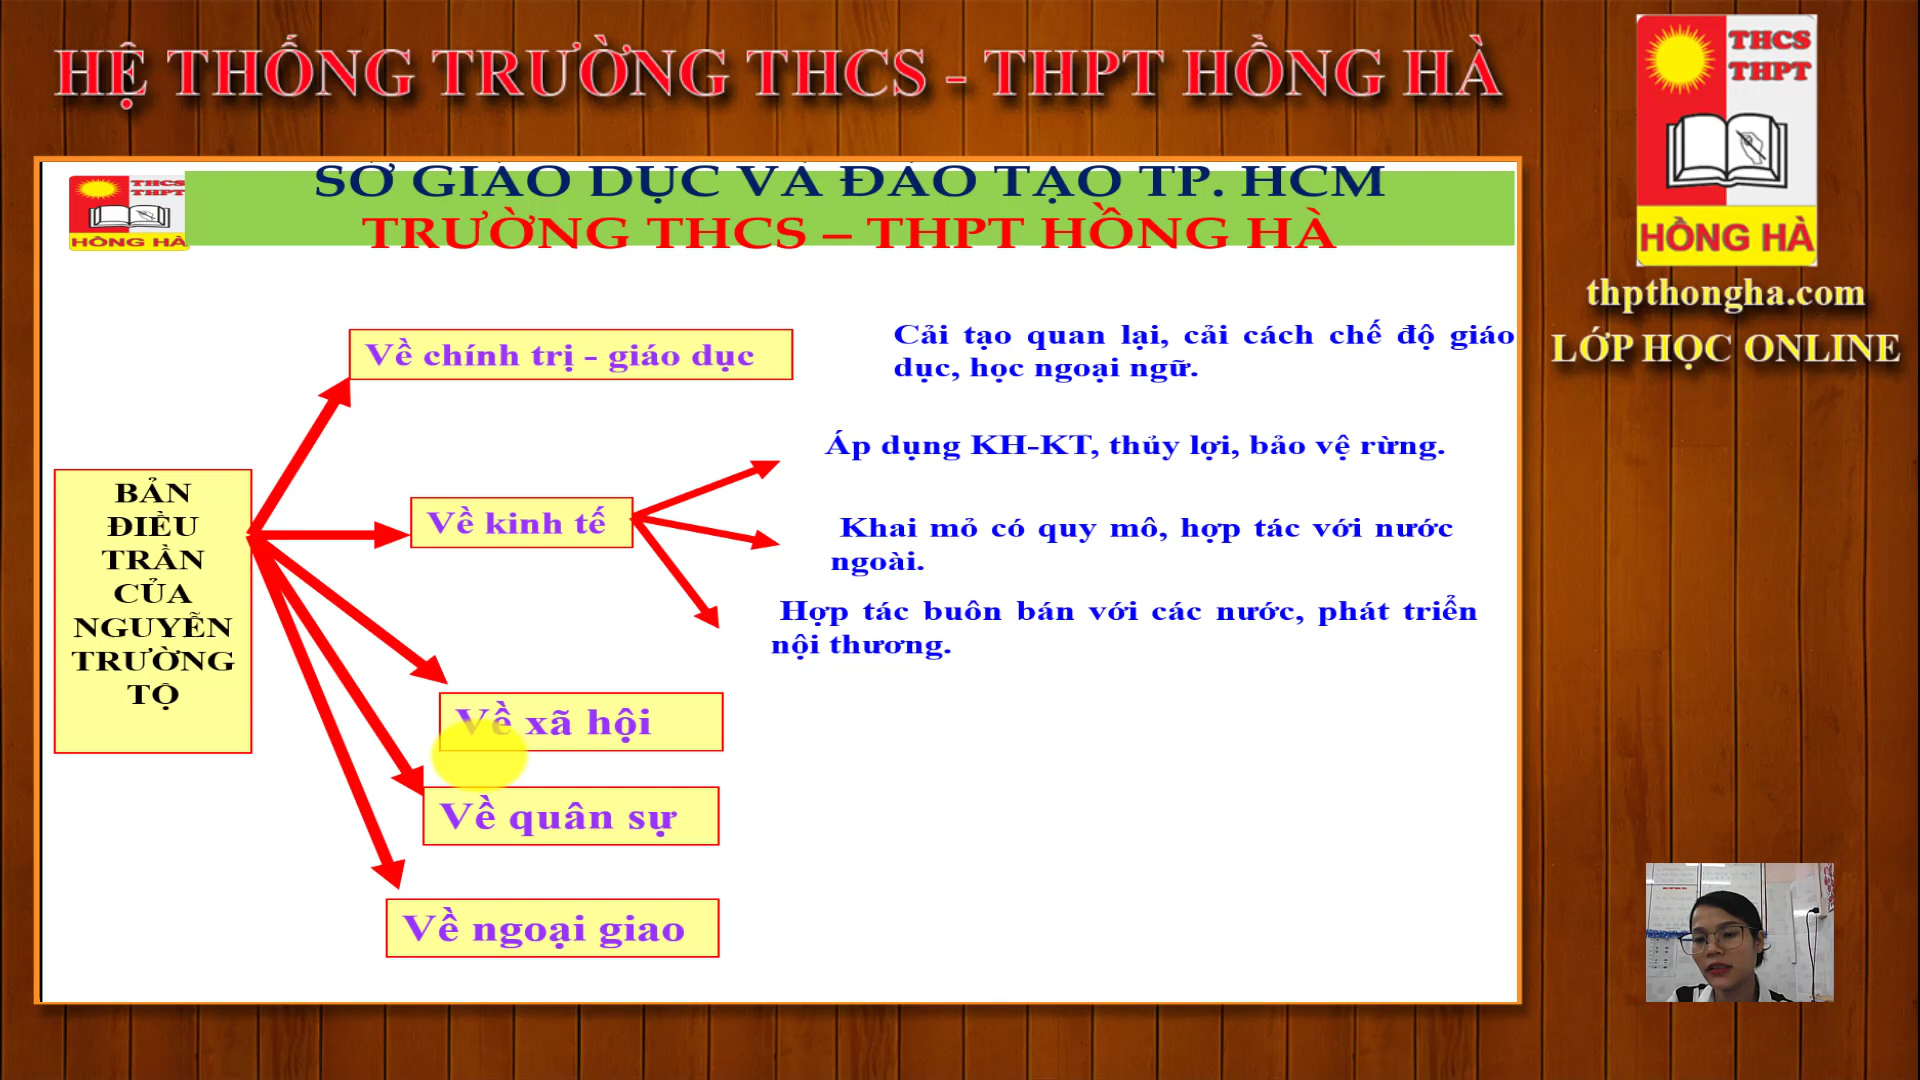 HỆ THỐNG TRƯỜNG THCS - THPT HỒNG HÀ
THCS
THPT
HỒNG HÀ
thpthongha.com
LỚP HỌC ONLINE
THCS
THPT
HỒNG HÀ
SỞ GIÁO DỤC VÀ ĐÀO TẠO TP. HCM
TRƯỜNG THCS – THPT HỒNG HÀ
Về chính trị - giáo dục
Cải tạo quan lại, cải cách chế độ giáo
dục, học ngoại ngữ.
Áp dụng KH-KT, thủy lợi, bảo vệ rừng.
BẢN
ĐIỀU
TRẦN
CỦA
NGUYỄN
TRƯỜNG
TỘ
Về kinh tế
Khai mỏ có quy mô, hợp tác với nước
ngoài.
Hợp tác buôn bán với các nước, phát triển
nội thương.
Về xã hội
Về quân sự
Về ngoại giao